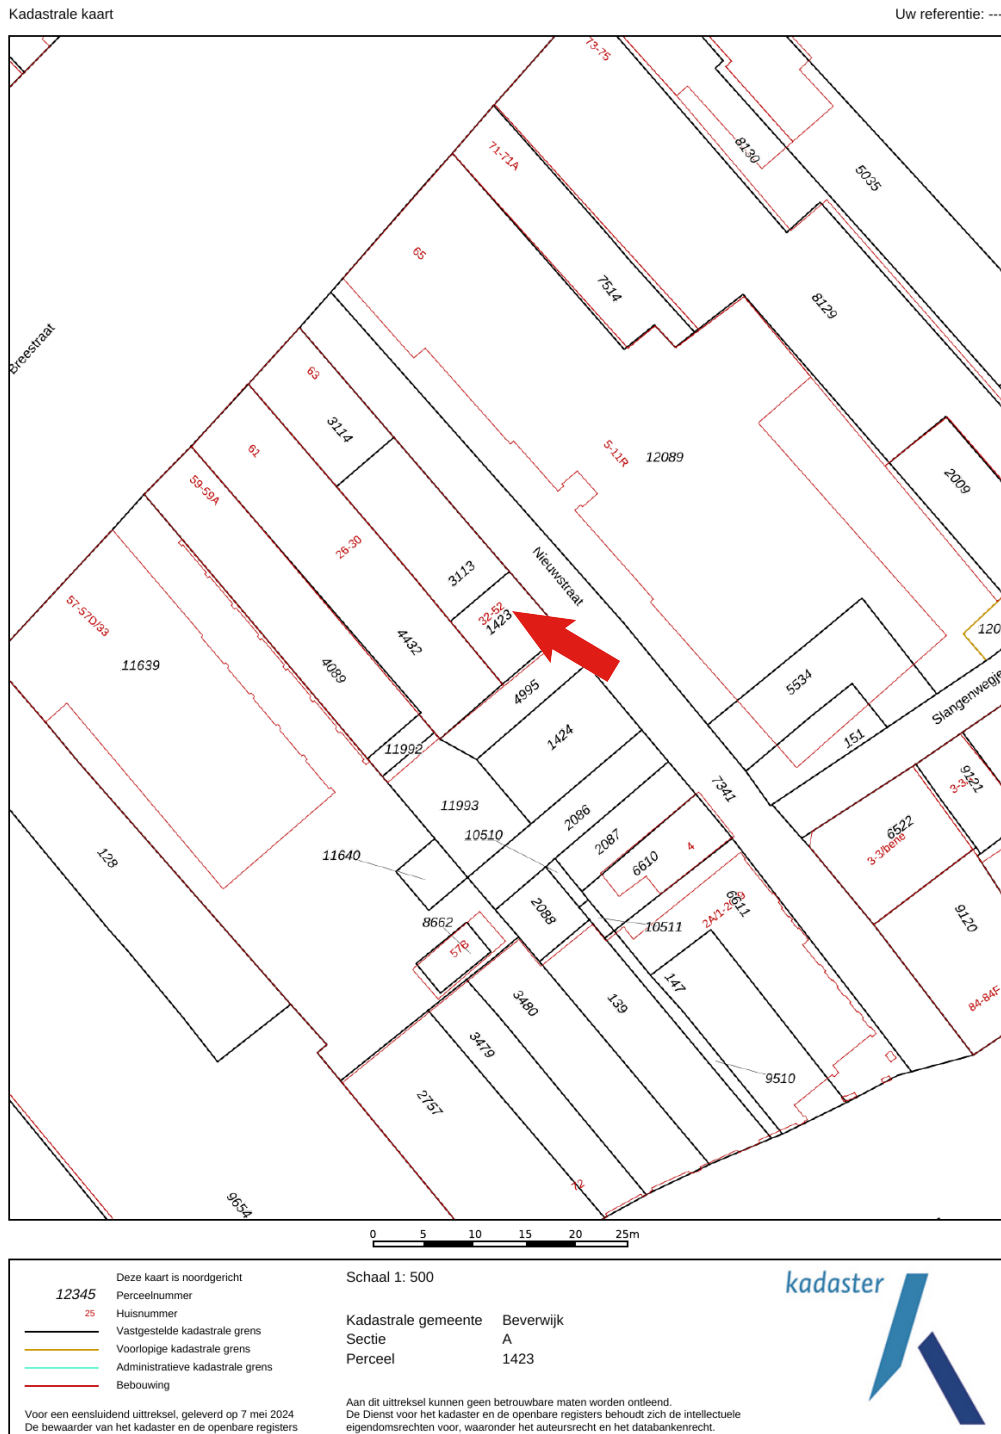 Kadastrale kaart
Uw referentie: ---
73-75
71-71A
8130
5035
65
7514
8129
Breestraat
63
3114
61
5-11R
12089
2009
59-59A
26-30
Nieuwstraat
3113
32-52
1423
57-57D/33
11639
4432
4089
4995
5534
120
Slangenwegje
1424
151
11992
7341
9121
11993
2086
10510
2087
6522
11640
6610
4
128
2088
6611
8662
57B
10511
9120
3480
139
147
84-84F
3479
9510
2757
72
9654
0 5 10 15 20 25m
Deze kaart is noordgericht
12345 Perceelnummer
25 Huisnummer
Vastgestelde kadastrale grens
Voorlopige kadastrale grens
Administratieve kadastrale grens
Bebouwing
Voor een eensluidend uittreksel, geleverd op 7 mei 2024
De bewaarder van het kadaster en de openbare registers
Schaal 1: 500
Kadastrale gemeente Beverwijk
Sectie A
Perceel 1423
Aan dit uittreksel kunnen geen betrouwbare maten worden ontleend.
De Dienst voor het kadaster en de openbare registers behoudt zich de intellectuele
eigendomsrechten voor, waaronder het auteursrecht en het databankenrecht.
kadaster